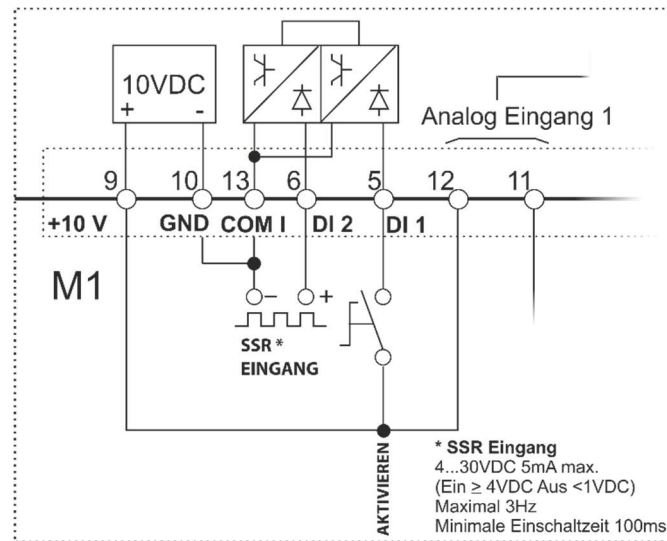 10VDC
+ -
Analog Eingang 1
9 10 13 6 5 12 11
+10 V GND COM I DI 2 DI 1
M1
- +
SSR *
EINGANG
AKTIVIEREN
* SSR Eingang
4...30VDC 5mA max.
(Ein ≥ 4VDC Aus <1VDC)
Maximal 3Hz
Minimale Einschaltzeit 100ms